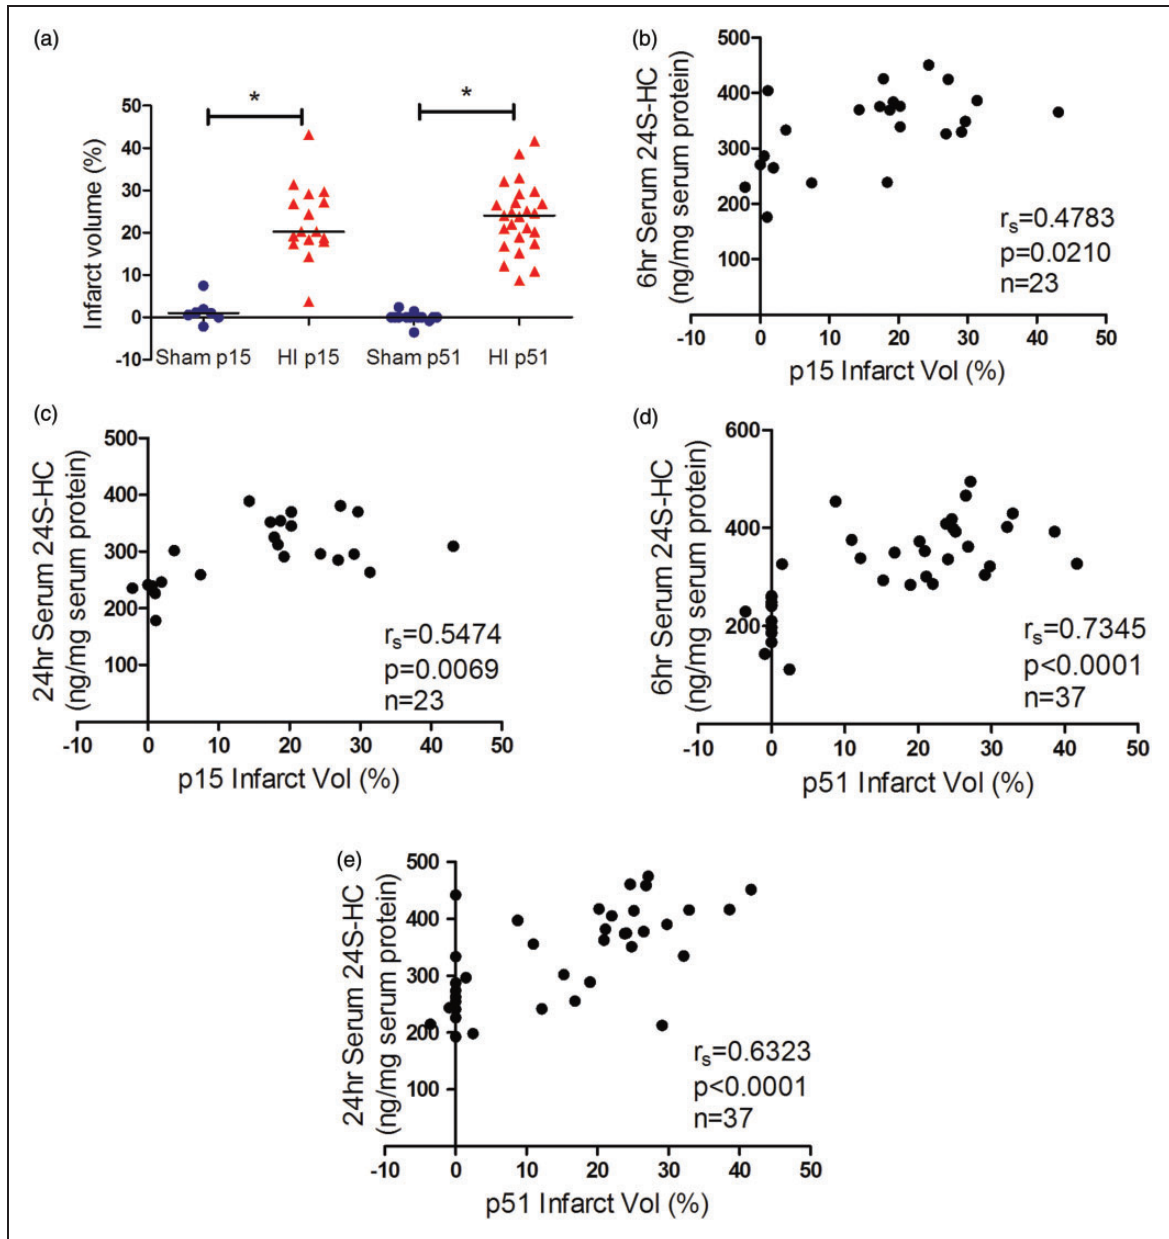 (a)
Infarct volume (%)
50
40
30
20
10
0
-10
*
*
Sham p15
HI p15
Sham p51
HI p51
(b)
6hr Serum 24S-HC
(ng/mg serum protein)
500
400
300
200
100
-10
0
10
20
30
40
50
p15 Infarct Vol (%)
rs=0.4783
p=0.0210
n=23
(c)
24hr Serum 24S-HC
(ng/mg serum protein)
500
400
300
200
100
-10
0
10
20
30
40
50
p15 Infarct Vol (%)
rs=0.5474
p=0.0069
n=23
(d)
6hr Serum 24S-HC
(ng/mg serum protein)
600
400
200
-10
0
10
20
30
40
50
p51 Infarct Vol (%)
rs=0.7345
p<0.0001
n=37
(e)
24hr Serum 24S-HC
(ng/mg serum protein)
500
400
300
200
100
-10
0
10
20
30
40
50
p51 Infarct Vol (%)
rs=0.6323
p<0.0001
n=37